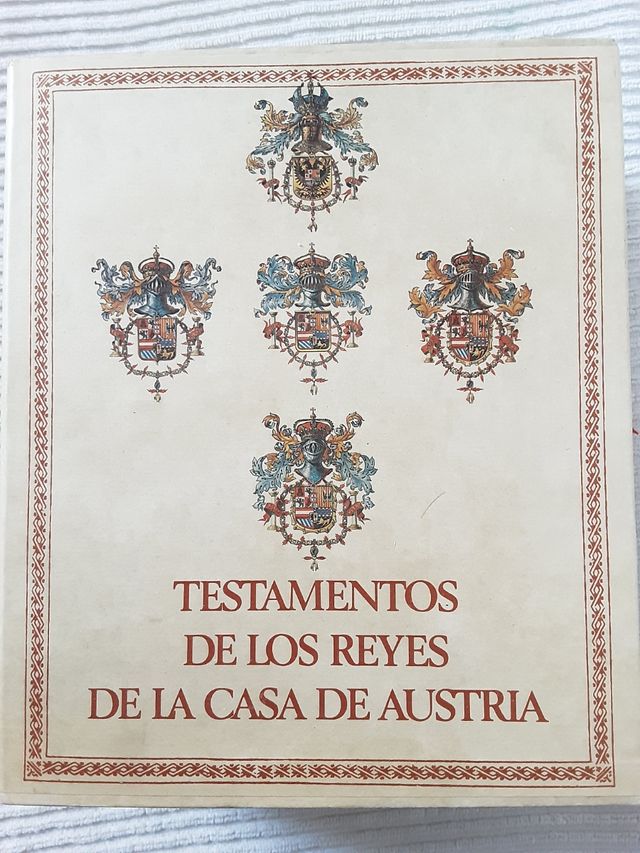 TESTAMENTOS
DE LOS REYES
DE LA CASA DE AUSTRIA